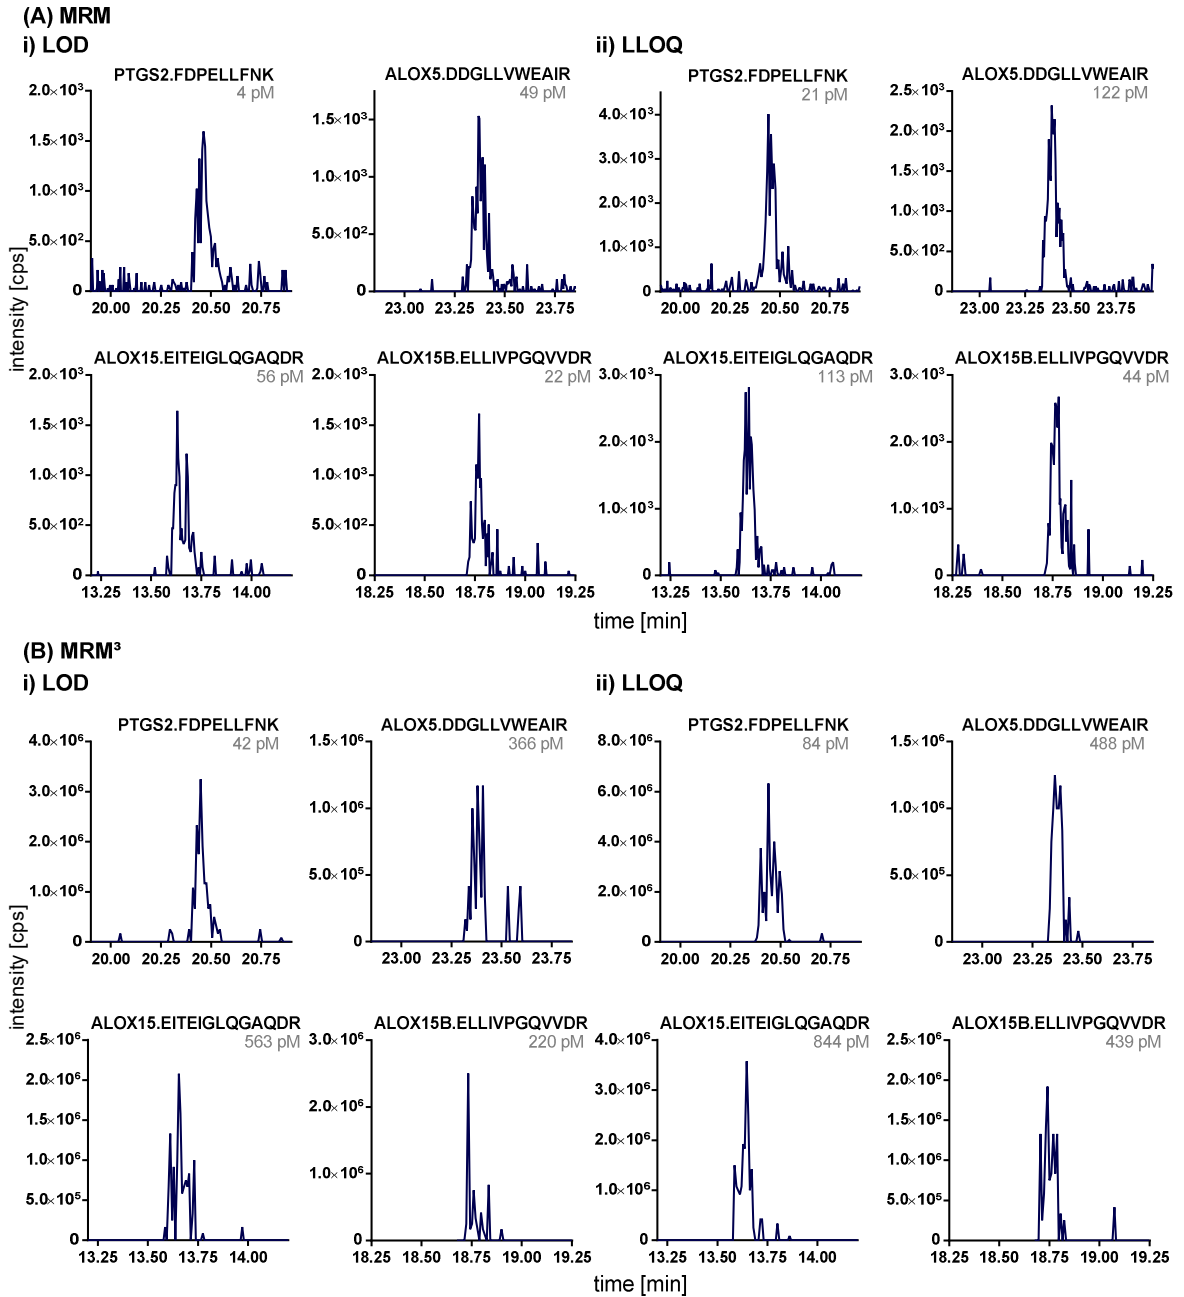 (A) MRM
i) LOD
ii) LLOQ
PTGS2.FDPELLFNK
4 pM
2.0×10³
1.5×10³
1.0×10³
5.0×10²
0
20.00 20.25 20.50 20.75
ALOX5.DDGLLVWEAIR
49 pM
1.5×10³
1.0×10³
5.0×10²
0
23.00 23.25 23.50 23.75
PTGS2.FDPELLFNK
21 pM
4.0×10³
3.0×10³
2.0×10³
1.0×10³
0
20.00 20.25 20.50 20.75
ALOX5.DDGLLVWEAIR
122 pM
2.5×10³
2.0×10³
1.5×10³
1.0×10³
5.0×10²
0
23.00 23.25 23.50 23.75
intensity [cps]
ALOX15.EITEIGLQGAQDR
56 pM
2.0×10³
1.5×10³
1.0×10³
5.0×10²
0
13.25 13.50 13.75 14.00
ALOX15B.ELLIVPGQVVDR
22 pM
2.0×10³
1.5×10³
1.0×10³
5.0×10²
0
18.25 18.50 18.75 19.00 19.25
ALOX15.EITEIGLQGAQDR
113 pM
3.0×10³
2.0×10³
1.0×10³
0
13.25 13.50 13.75 14.00
ALOX15B.ELLIVPGQVVDR
44 pM
3.0×10³
2.0×10³
1.0×10³
0
18.25 18.50 18.75 19.00 19.25
time [min]
(B) MRM³
i) LOD
ii) LLOQ
PTGS2.FDPELLFNK
42 pM
4.0×10⁶
3.0×10⁶
2.0×10⁶
1.0×10⁶
0
20.00 20.25 20.50 20.75
ALOX5.DDGLLVWEAIR
366 pM
1.5×10⁶
1.0×10⁶
5.0×10⁵
0
23.00 23.25 23.50 23.75
PTGS2.FDPELLFNK
84 pM
8.0×10⁶
6.0×10⁶
4.0×10⁶
2.0×10⁶
0
20.00 20.25 20.50 20.75
ALOX5.DDGLLVWEAIR
488 pM
1.5×10⁶
1.0×10⁶
5.0×10⁵
0
23.00 23.25 23.50 23.75
intensity [cps]
ALOX15.EITEIGLQGAQDR
563 pM
2.5×10⁶
2.0×10⁶
1.5×10⁶
1.0×10⁶
5.0×10⁵
0
13.25 13.50 13.75 14.00
ALOX15B.ELLIVPGQVVDR
220 pM
3.0×10⁶
2.0×10⁶
1.0×10⁶
0
18.25 18.50 18.75 19.00 19.25
ALOX15.EITEIGLQGAQDR
844 pM
4.0×10⁶
3.0×10⁶
2.0×10⁶
1.0×10⁶
0
13.25 13.50 13.75 14.00
ALOX15B.ELLIVPGQVVDR
439 pM
2.5×10⁶
2.0×10⁶
1.5×10⁶
1.0×10⁶
5.0×10⁵
0
18.25 18.50 18.75 19.00 19.25
time [min]